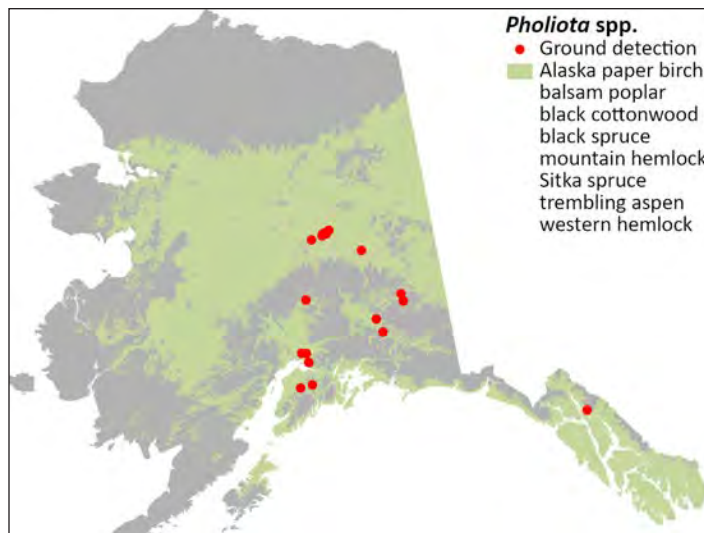 Pholiota spp.
Ground detection
Alaska paper birch
balsam poplar
black cottonwood
black spruce
mountain hemlock
Sitka spruce
trembling aspen
western hemlock